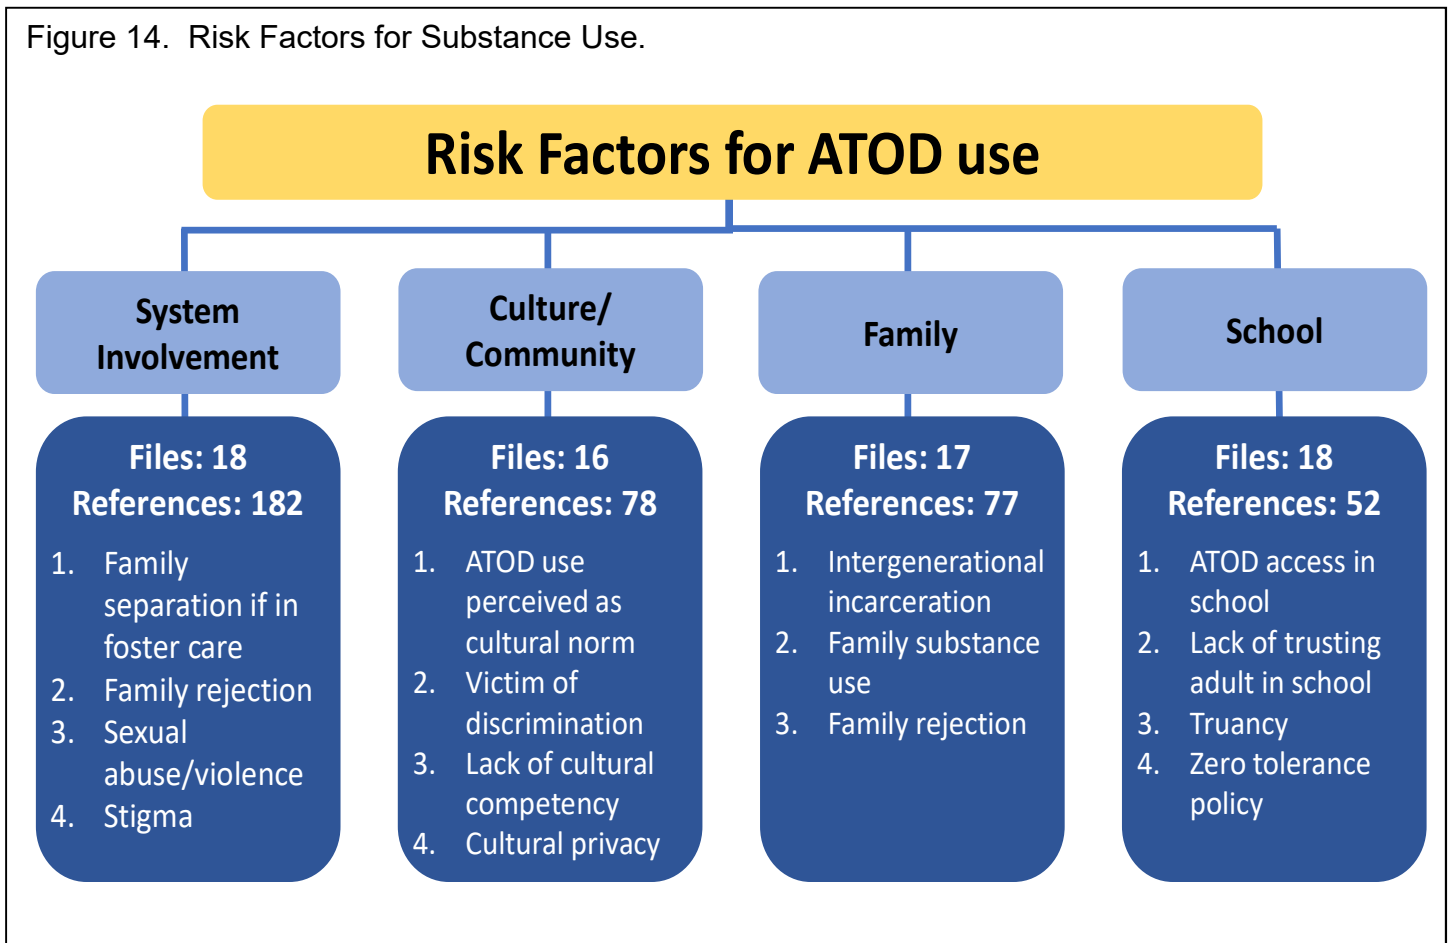 Figure 14.  Risk Factors for Substance Use.
Risk Factors for ATOD use
System
Involvement
Files: 18
References: 182
1. Family
separation if in
foster care
2. Family rejection
3. Sexual
abuse/violence
4. Stigma
Culture/
Community
Files: 16
References: 78
1. ATOD use
perceived as
cultural norm
2. Victim of
discrimination
3. Lack of cultural
competency
4. Cultural privacy
Family
Files: 17
References: 77
1. Intergenerational
incarceration
2. Family substance
use
3. Family rejection
School
Files: 18
References: 52
1. ATOD access in
school
2. Lack of trusting
adult in school
3. Truancy
4. Zero tolerance
policy